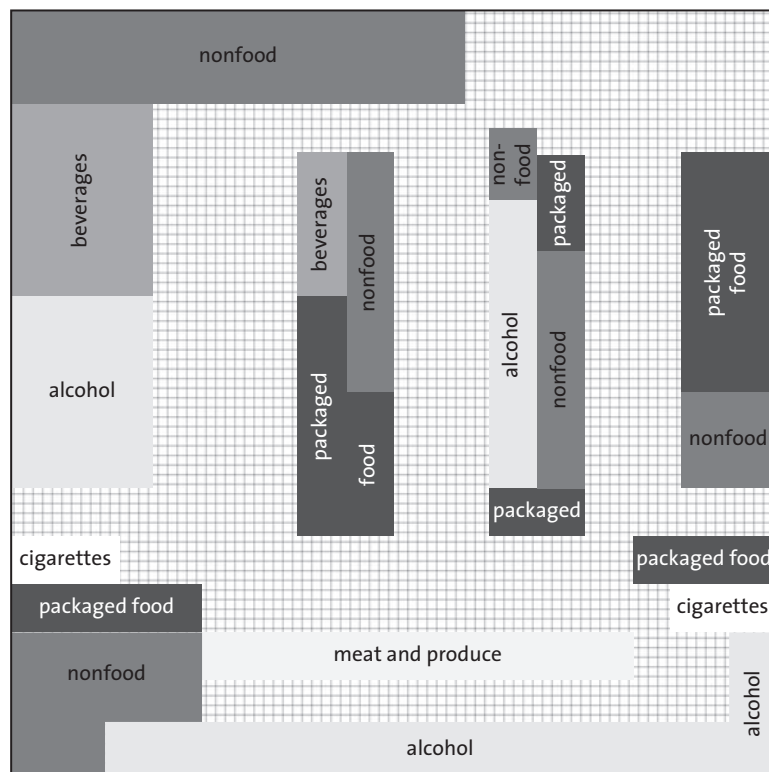 nonfood
beverages
alcohol
beverages
nonfood
packaged
food
non-
food
packaged
alcohol
nonfood
packaged
packaged
food
nonfood
cigarettes
packaged food
packaged food
cigarettes
nonfood
meat and produce
alcohol
alcohol